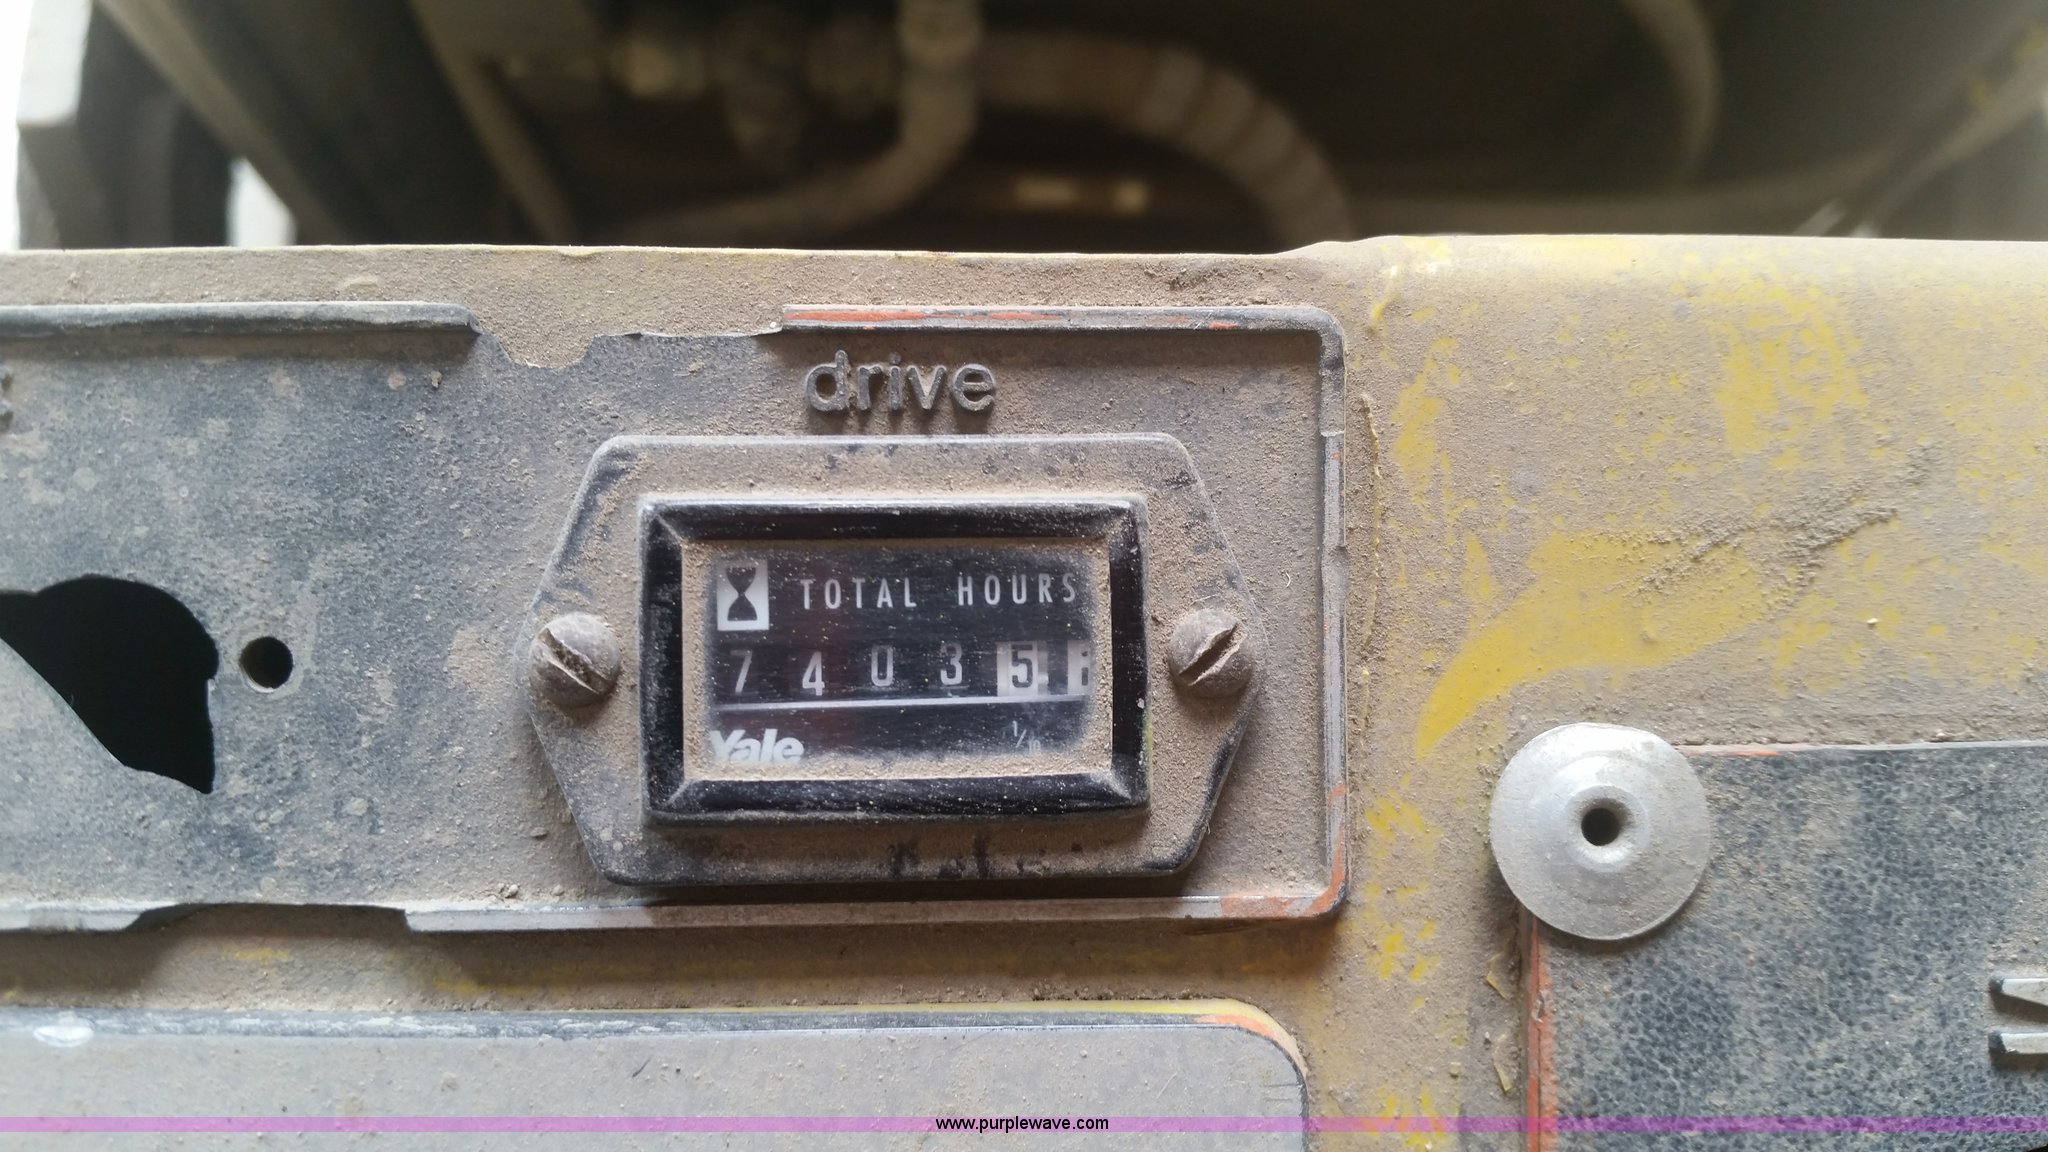 drive
TOTAL HOURS
7 4 0 3 5
Yale 1/10
www.purplewave.com